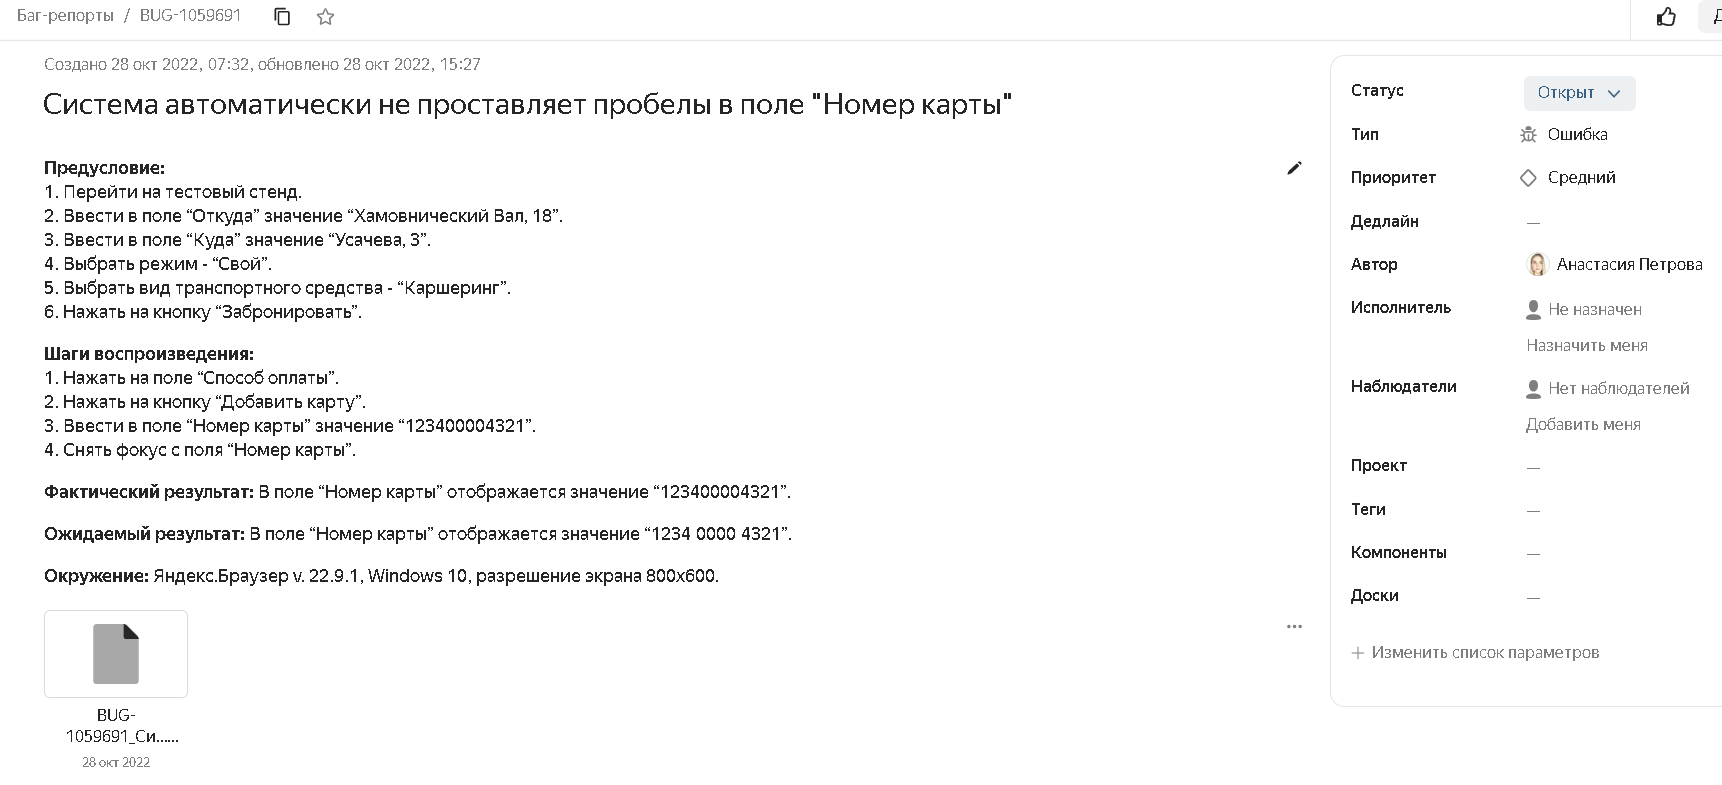 Баг-репорты / BUG-1059691
Создано 28 окт 2022, 07:32, обновлено 28 окт 2022, 15:27
Система автоматически не проставляет пробелы в поле "Номер карты"
Предусловие:
1. Перейти на тестовый стенд.
2. Ввести в поле “Откуда” значение “Хамовнический Вал, 18”.
3. Ввести в поле “Куда” значение “Усачева, 3”.
4. Выбрать режим - “Свой”.
5. Выбрать вид транспортного средства - “Каршеринг”.
6. Нажать на кнопку “Забронировать”.
Шаги воспроизведения:
1. Нажать на поле “Способ оплаты”.
2. Нажать на кнопку “Добавить карту”.
3. Ввести в поле “Номер карты” значение “123400004321”.
4. Снять фокус с поля “Номер карты”.
Фактический результат: В поле “Номер карты” отображается значение “123400004321”.
Ожидаемый результат: В поле “Номер карты” отображается значение “1234 0000 4321”.
Окружение: Яндекс.Браузер v. 22.9.1, Windows 10, разрешение экрана 800х600.
BUG-
1059691_Си......
28 окт 2022
Статус Открыт
Тип Ошибка
Приоритет Средний
Дедлайн —
Автор Анастасия Петрова
Исполнитель Не назначен
Назначить меня
Наблюдатели Нет наблюдателей
Добавить меня
Проект —
Теги —
Компоненты —
Доски —
+ Изменить список параметров